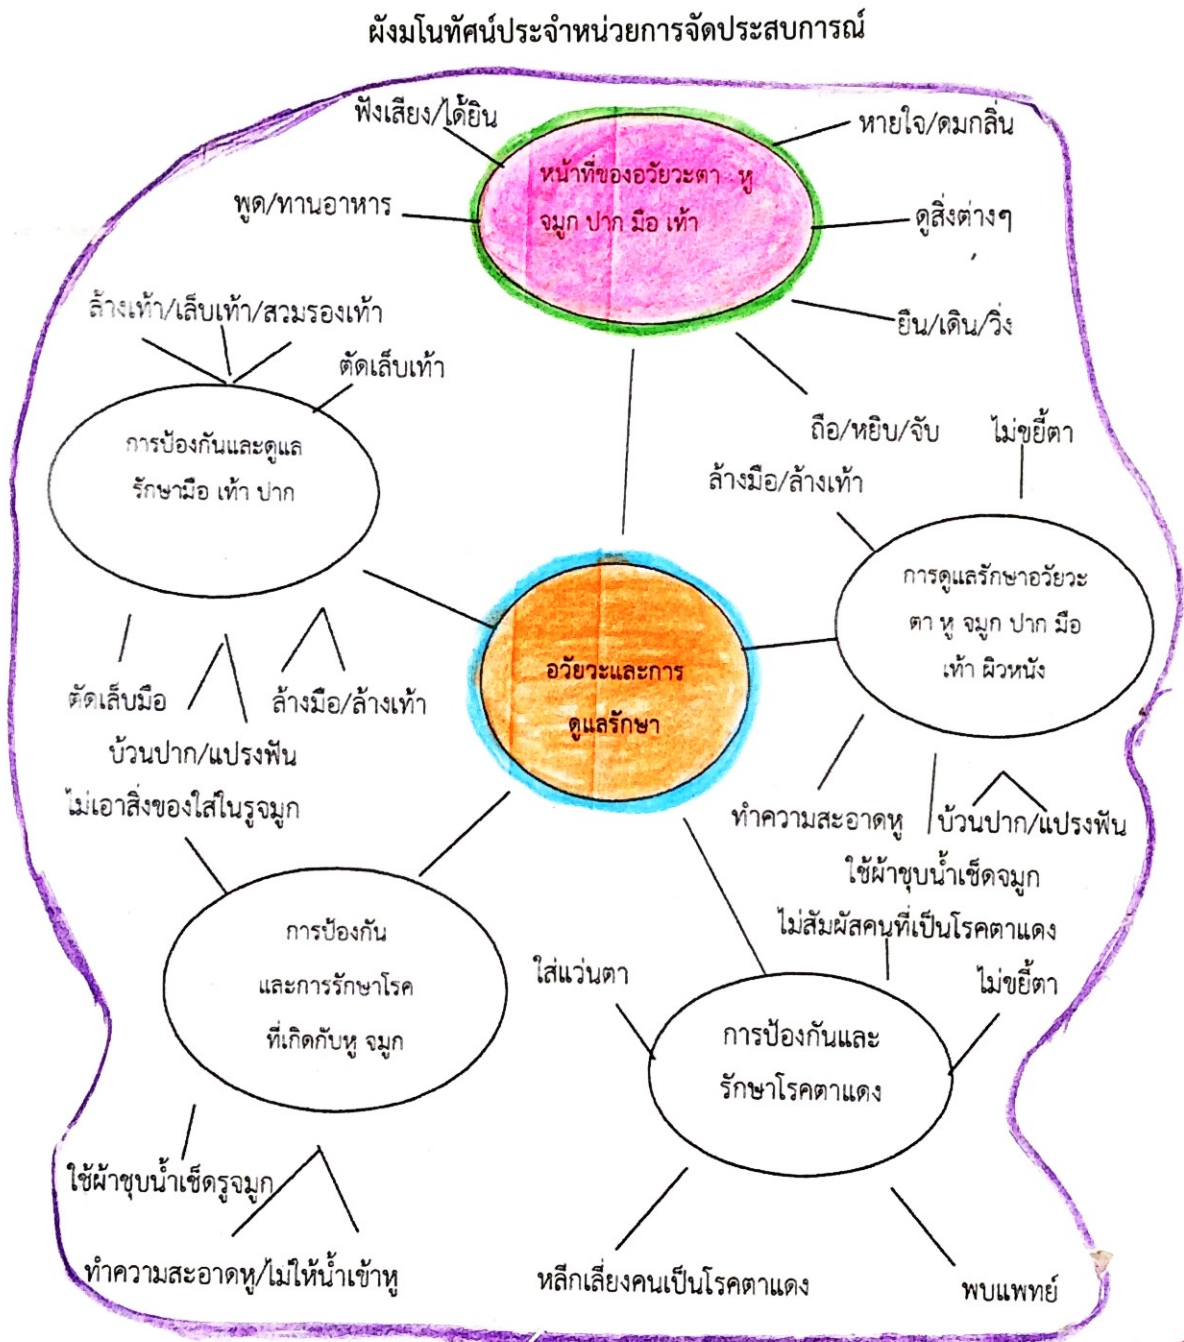 ผังมโนทัศน์ประจำหน่วยการจัดประสบการณ์
ฟังเสียง/ได้ยิน
หายใจ/ดมกลิ่น
หน้าที่ของอวัยวะตา หู
จมูก ปาก มือ เท้า
พูด/ทานอาหาร
ดูสิ่งต่างๆ
ยืน/เดิน/วิ่ง
ล้างเท้า/เล็บเท้า/สวมรองเท้า
ตัดเล็บเท้า
การป้องกันและดูแล
รักษามือ เท้า ปาก
ถือ/หยิบ/จับ
ไม่ขยี้ตา
ล้างมือ/ล้างเท้า
การดูแลรักษาอวัยวะ
ตา หู จมูก ปาก มือ
เท้า ผิวหนัง
อวัยวะและการ
ดูแลรักษา
ตัดเล็บมือ
ล้างมือ/ล้างเท้า
บ้วนปาก/แปรงฟัน
ไม่เอาสิ่งของใส่ในรูจมูก
ทำความสะอาดหู
บ้วนปาก/แปรงฟัน
ใช้ผ้าชุบน้ำเช็ดจมูก
ไม่สัมผัสคนที่เป็นโรคตาแดง
การป้องกัน
และการรักษาโรค
ที่เกิดกับหู จมูก
ใส่แว่นตา
ไม่ขยี้ตา
การป้องกันและ
รักษาโรคตาแดง
ใช้ผ้าชุบน้ำเช็ดรูจมูก
ทำความสะอาดหู/ไม่ให้น้ำเข้าหู
หลีกเลี่ยงคนเป็นโรคตาแดง
พบแพทย์